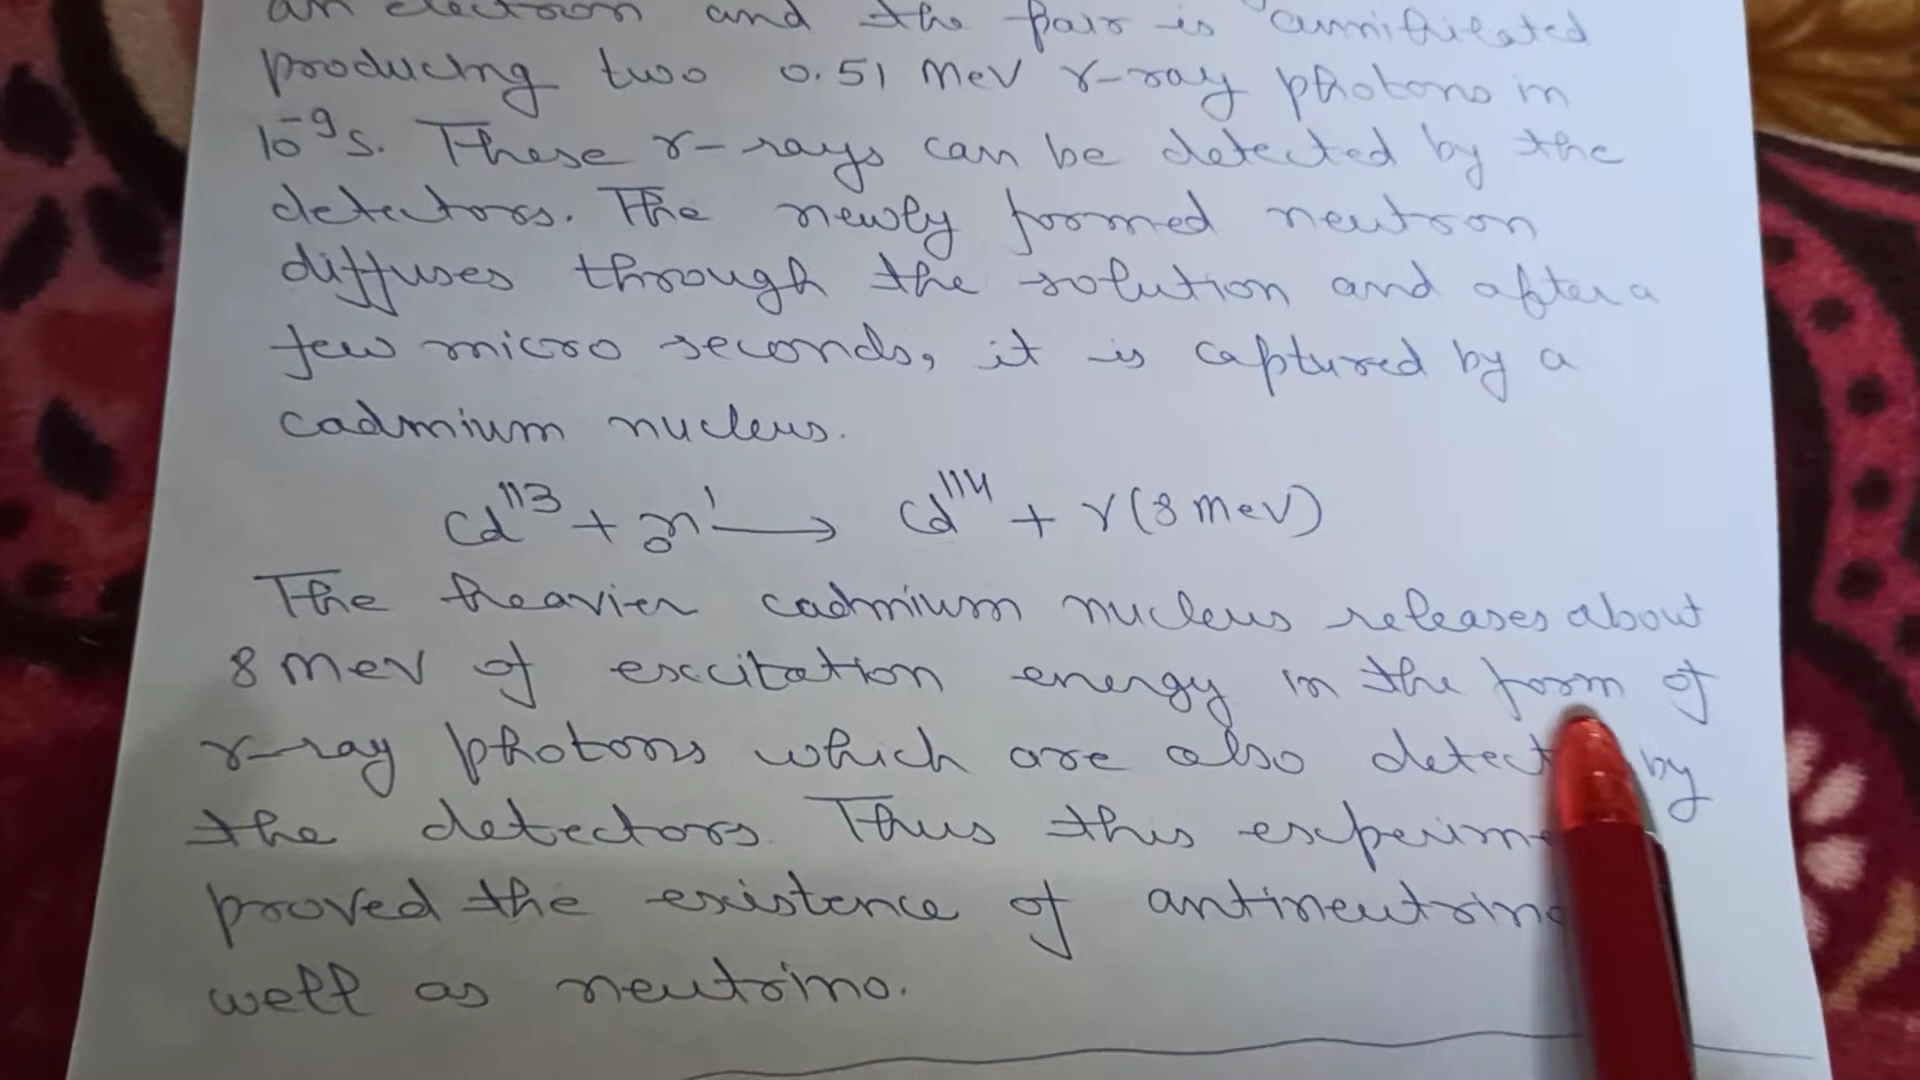 an electron and the pair is annihilated
producing two 0.51 MeV γ-ray photons in
10⁻⁹s. These γ-rays can be detected by the
detectors. The newly formed neutron
diffuses through the solution and after a
few micro seconds, it is captured by a
cadmium nucleus.
Cd¹¹³ + ₀n¹ → Cd¹¹⁴ + γ (8 MeV)
The heavier cadmium nucleus releases about
8 MeV of excitation energy in the form of
γ-ray photons which are also detect by
the detectors. Thus this experime
proved the existence of antineutrino
well as neutrino.